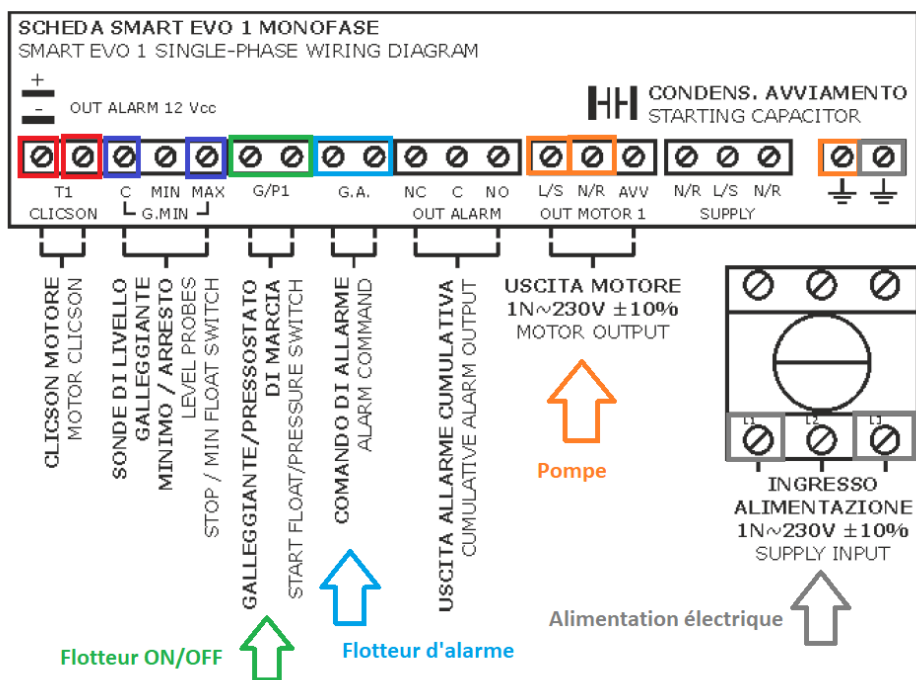 SCHEDA SMART EVO 1 MONOFASE
SMART EVO 1 SINGLE-PHASE WIRING DIAGRAM
+
-
OUT ALARM 12 Vcc
CONDENS. AVVIAMENTO
STARTING CAPACITOR
T1
C MIN MAX
G/P1
G.A.
NC C NO
L/S N/R AVV
N/R L/S N/R
CLICSON
G.MIN
OUT ALARM
OUT MOTOR 1
SUPPLY
CLICSON MOTORE
MOTOR CLICSON
SONDE DI LIVELLO
GALLEGGIANTE
MINIMO / ARRESTO
LEVEL PROBES
STOP / MIN FLOAT SWITCH
GALLEGGIANTE/PRESSOSTATO
DI MARCIA
START FLOAT/PRESSURE SWITCH
COMANDO DI ALLARME
ALARM COMMAND
USCITA ALLARME CUMULATIVA
CUMULATIVE ALARM OUTPUT
USCITA MOTORE
1N~230V ±10%
MOTOR OUTPUT
Pompe
L1 L2 L3
INGRESSO
ALIMENTAZIONE
1N~230V ±10%
SUPPLY INPUT
Alimentation électrique
Flotteur d'alarme
Flotteur ON/OFF